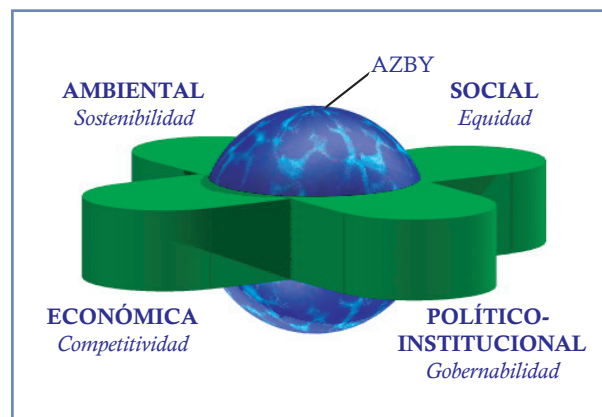 AZBY
AMBIENTAL
Sostenibilidad
SOCIAL
Equidad
ECONÓMICA
Competitividad
POLÍTICO-
INSTITUCIONAL
Gobernabilidad